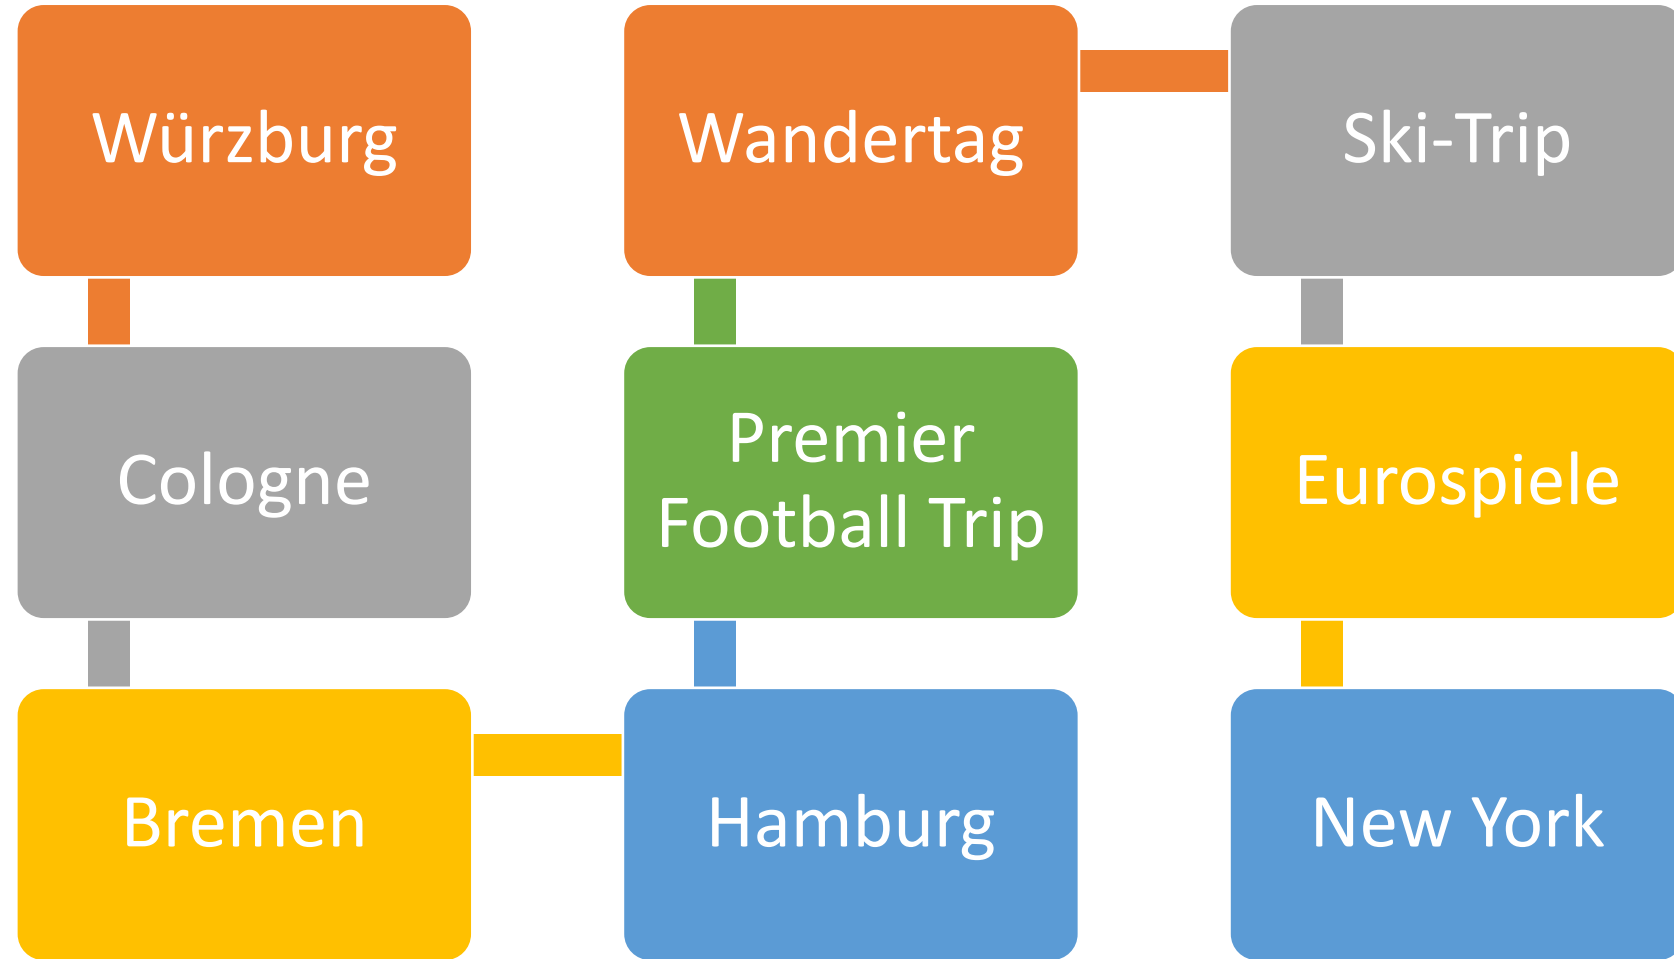 Würzburg
Cologne
Bremen
Hamburg
Premier
Football Trip
Wandertag
Ski-Trip
Eurospiele
New York